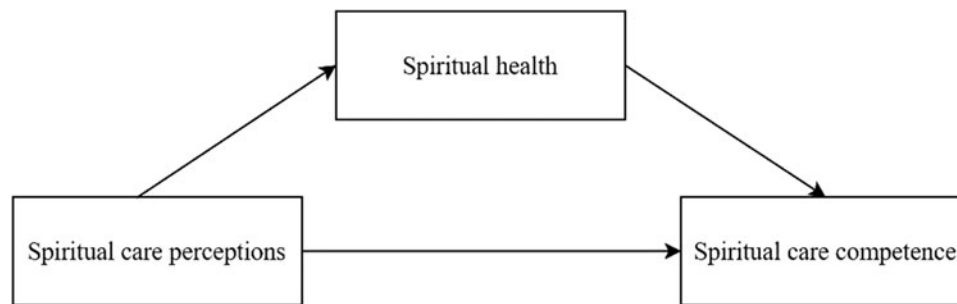 Spiritual health
Spiritual care perceptions
Spiritual care competence